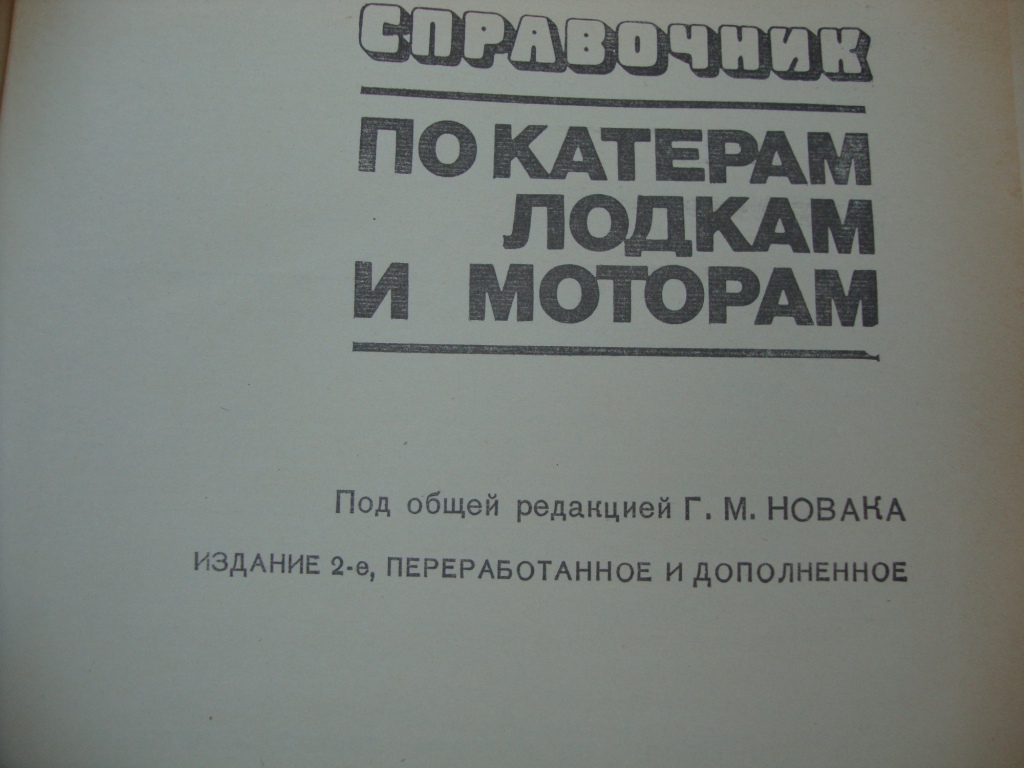 СПРАВОЧНИК
ПО КАТЕРАМ
ЛОДКАМ
И МОТОРАМ
Под общей редакцией Г. М. НОВАКА
ИЗДАНИЕ 2-е, ПЕРЕРАБОТАННОЕ И ДОПОЛНЕННОЕ